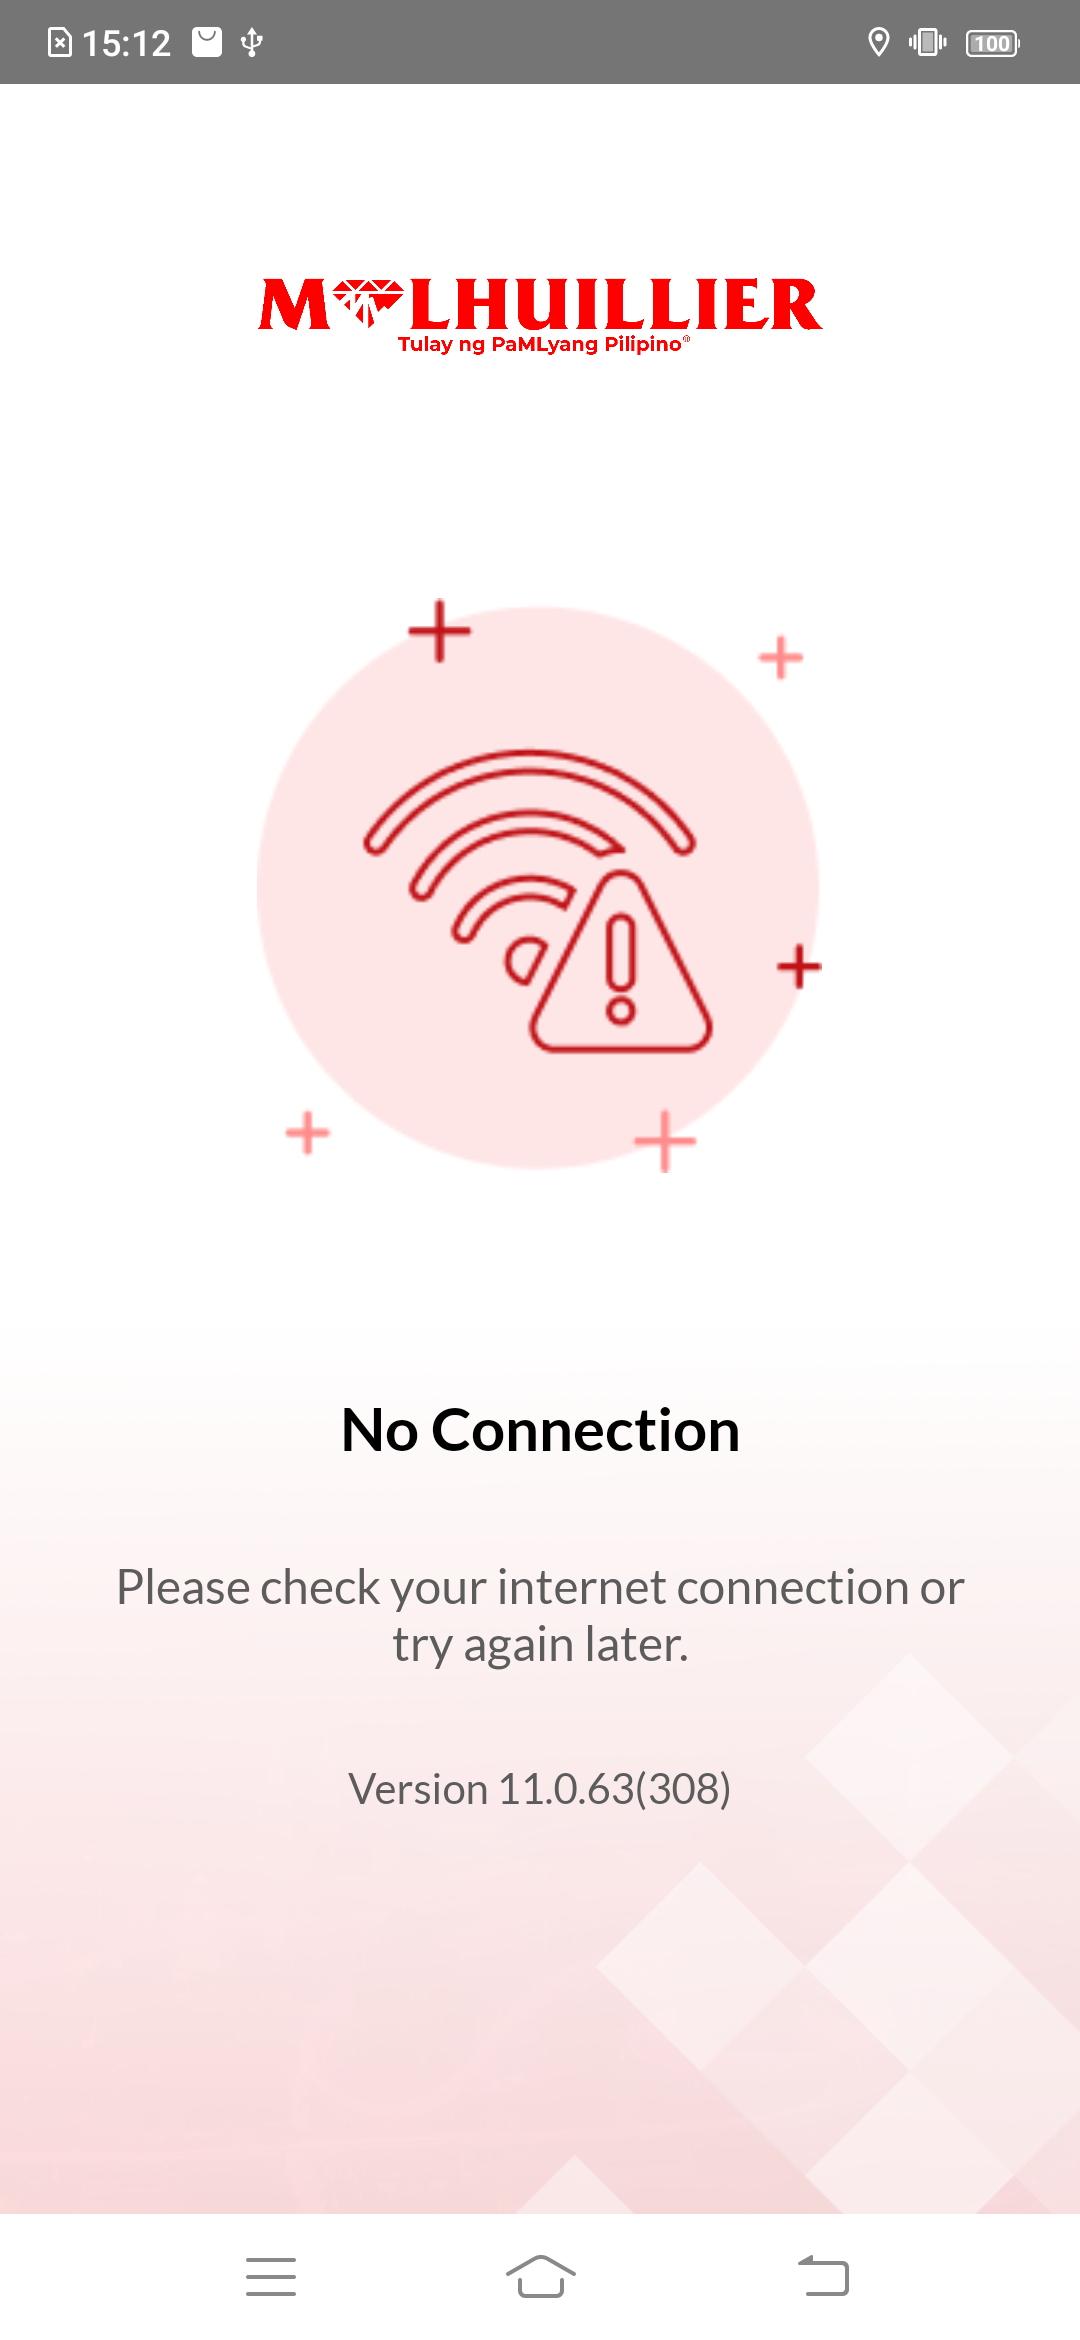 15:12
100
M LHUILLIER
Tulay ng PaMLyang Pilipino®
No Connection
Please check your internet connection or
try again later.
Version 11.0.63(308)